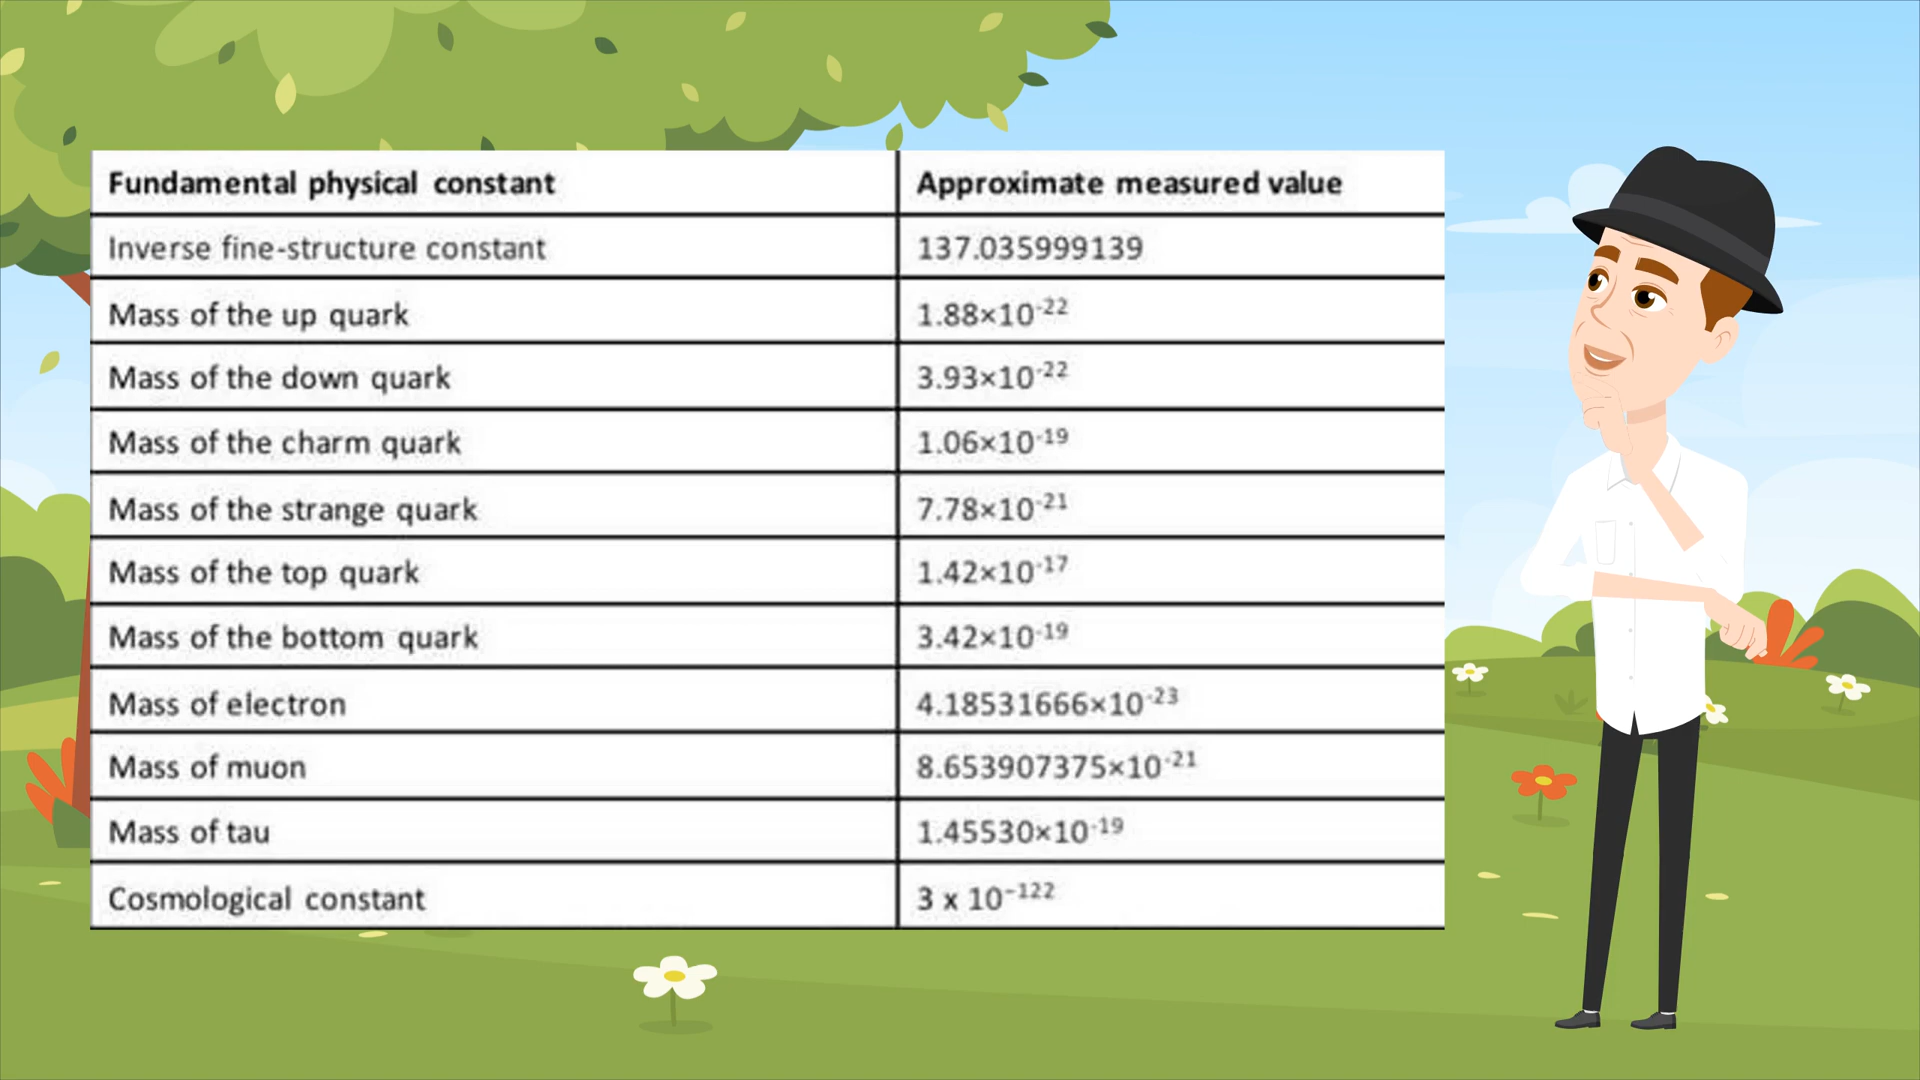 Fundamental physical constant Approximate measured value
Inverse fine-structure constant 137.035999139
Mass of the up quark 1.88×10⁻²²
Mass of the down quark 3.93×10⁻²²
Mass of the charm quark 1.06×10⁻¹⁹
Mass of the strange quark 7.78×10⁻²¹
Mass of the top quark 1.42×10⁻¹⁷
Mass of the bottom quark 3.42×10⁻¹⁹
Mass of electron 4.18531666×10⁻²³
Mass of muon 8.653907375×10⁻²¹
Mass of tau 1.45530×10⁻¹⁹
Cosmological constant 3 x 10⁻¹²²